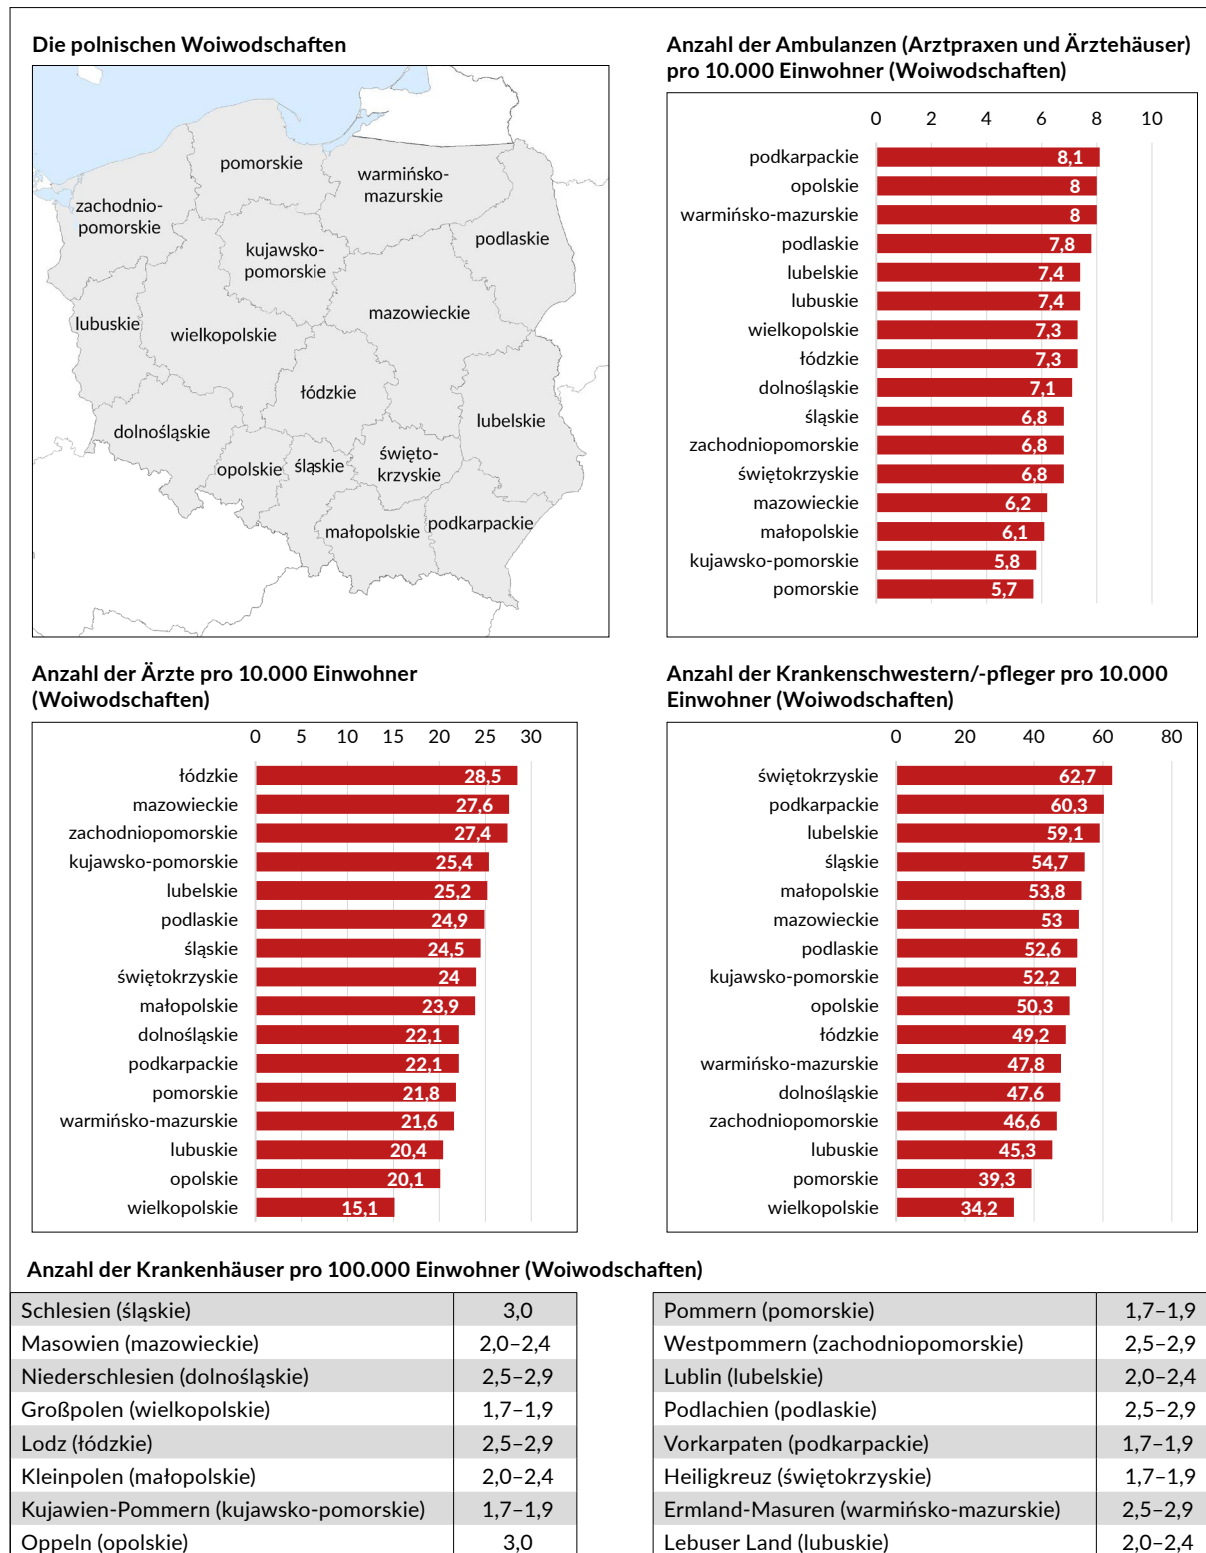 Die polnischen Woiwodschaften
pomorskie
warmińsko-
mazurskie
zachodnio-
pomorskie
podlaskie
kujawsko-
pomorskie
mazowieckie
lubuskie
wielkopolskie
łódzkie
lubelskie
dolnośląskie
święto-
krzyskie
opolskie
śląskie
małopolskie
podkarpackie
Anzahl der Ambulanzen (Arztpraxen und Ärztehäuser)
pro 10.000 Einwohner (Woiwodschaften)
0 2 4 6 8 10
podkarpackie 8,1
opolskie 8
warmińsko-mazurskie 8
podlaskie 7,8
lubelskie 7,4
lubuskie 7,4
wielkopolskie 7,3
łódzkie 7,3
dolnośląskie 7,1
śląskie 6,8
zachodniopomorskie 6,8
świętokrzyskie 6,8
mazowieckie 6,2
małopolskie 6,1
kujawsko-pomorskie 5,8
pomorskie 5,7
Anzahl der Ärzte pro 10.000 Einwohner
(Woiwodschaften)
0 5 10 15 20 25 30
łódzkie 28,5
mazowieckie 27,6
zachodniopomorskie 27,4
kujawsko-pomorskie 25,4
lubelskie 25,2
podlaskie 24,9
śląskie 24,5
świętokrzyskie 24
małopolskie 23,9
dolnośląskie 22,1
podkarpackie 22,1
pomorskie 21,8
warmińsko-mazurskie 21,6
lubuskie 20,4
opolskie 20,1
wielkopolskie 15,1
Anzahl der Krankenschwestern/-pfleger pro 10.000
Einwohner (Woiwodschaften)
0 20 40 60 80
świętokrzyskie 62,7
podkarpackie 60,3
lubelskie 59,1
śląskie 54,7
małopolskie 53,8
mazowieckie 53
podlaskie 52,6
kujawsko-pomorskie 52,2
opolskie 50,3
łódzkie 49,2
warmińsko-mazurskie 47,8
dolnośląskie 47,6
zachodniopomorskie 46,6
lubuskie 45,3
pomorskie 39,3
wielkopolskie 34,2
Anzahl der Krankenhäuser pro 100.000 Einwohner (Woiwodschaften)
Schlesien (śląskie) 3,0
Masowien (mazowieckie) 2,0–2,4
Niederschlesien (dolnośląskie) 2,5–2,9
Großpolen (wielkopolskie) 1,7–1,9
Lodz (łódzkie) 2,5–2,9
Kleinpolen (małopolskie) 2,0–2,4
Kujawien-Pommern (kujawsko-pomorskie) 1,7–1,9
Oppeln (opolskie) 3,0
Pommern (pomorskie) 1,7–1,9
Westpommern (zachodniopomorskie) 2,5–2,9
Lublin (lubelskie) 2,0–2,4
Podlachien (podlaskie) 2,5–2,9
Vorkarpaten (podkarpackie) 1,7–1,9
Heiligkreuz (świętokrzyskie) 1,7–1,9
Ermland-Masuren (warmińsko-mazurskie) 2,5–2,9
Lebuser Land (lubuskie) 2,0–2,4